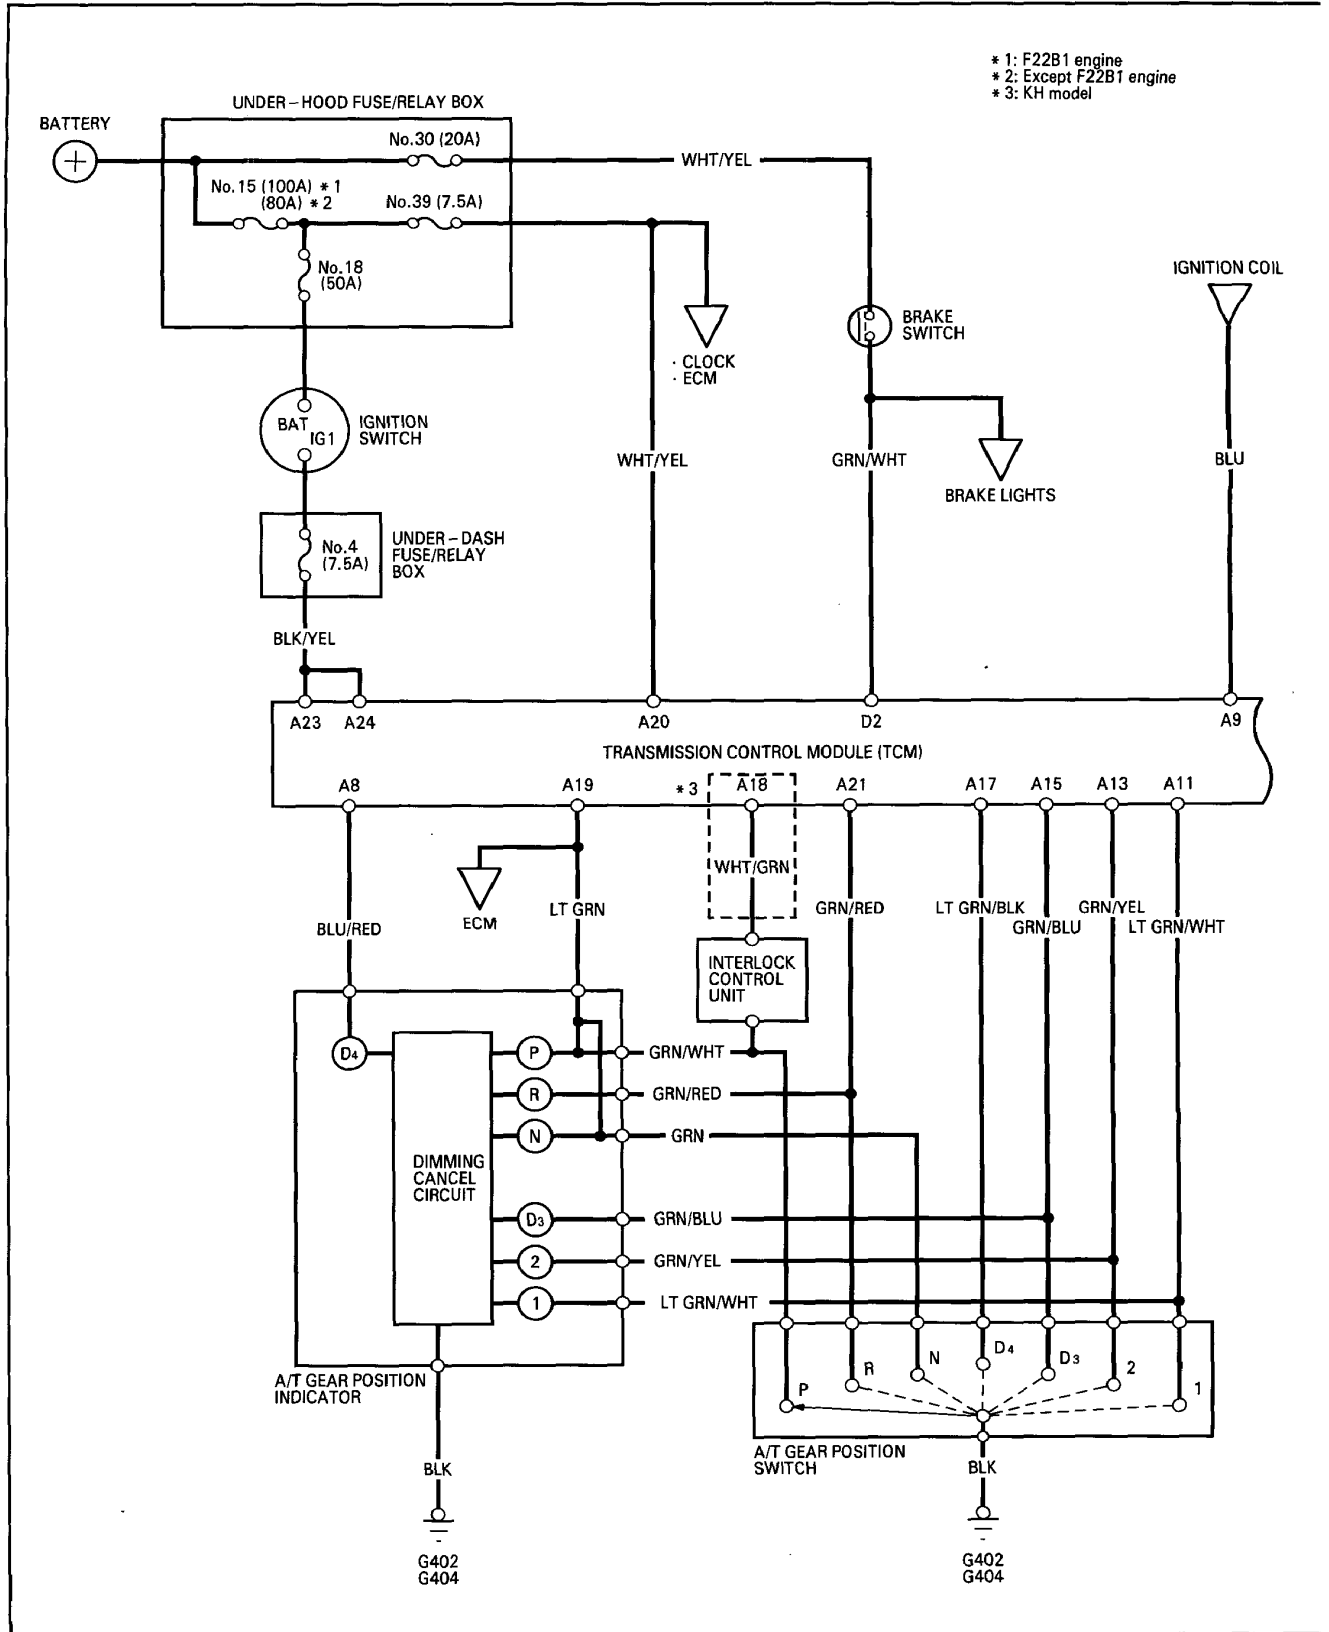 * 1: F22B1 engine
* 2: Except F22B1 engine
* 3: KH model
UNDER – HOOD FUSE/RELAY BOX
BATTERY
+
No.30 (20A)
WHT/YEL
No.15 (100A) * 1
(80A) * 2
No.39 (7.5A)
No.18
(50A)
IGNITION COIL
BRAKE
SWITCH
· CLOCK
· ECM
BAT
IG1
IGNITION
SWITCH
WHT/YEL
GRN/WHT
BLU
BRAKE LIGHTS
No.4
(7.5A)
UNDER – DASH
FUSE/RELAY
BOX
BLK/YEL
A23
A24
A20
D2
A9
TRANSMISSION CONTROL MODULE (TCM)
A8
A19
* 3
A18
A21
A17
A15
A13
A11
WHT/GRN
ECM
LT GRN
BLU/RED
GRN/RED
LT GRN/BLK
GRN/BLU
GRN/YEL
LT GRN/WHT
INTERLOCK
CONTROL
UNIT
D4
P
GRN/WHT
R
GRN/RED
N
GRN
DIMMING
CANCEL
CIRCUIT
D3
GRN/BLU
2
GRN/YEL
1
LT GRN/WHT
A/T GEAR POSITION
INDICATOR
P
R
N
D4
D3
2
1
A/T GEAR POSITION
SWITCH
BLK
BLK
G402
G404
G402
G404